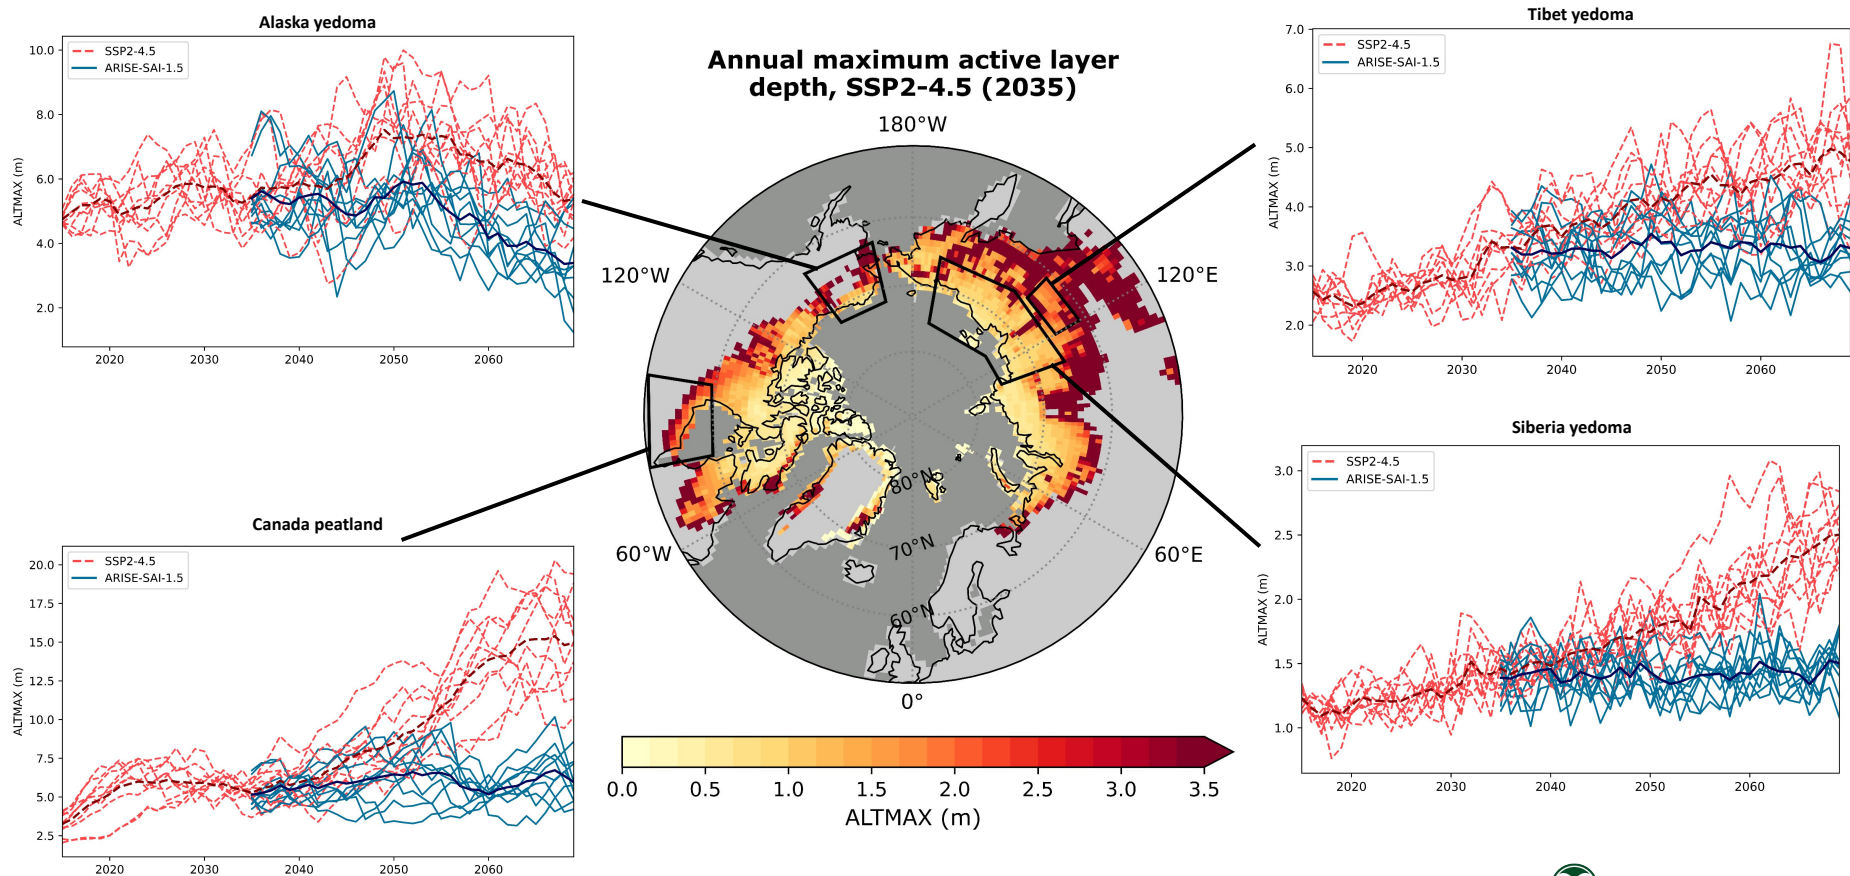 Alaska yedoma
10.0
8.0
6.0
4.0
2.0
ALTMAX (m)
SSP2-4.5
ARISE-SAI-1.5
2020 2030 2040 2050 2060
Canada peatland
20.0
17.5
15.0
12.5
10.0
7.5
5.0
2.5
ALTMAX (m)
SSP2-4.5
ARISE-SAI-1.5
2020 2030 2040 2050 2060
Annual maximum active layer
depth, SSP2-4.5 (2035)
180°W
120°W 120°E
80°N
70°N
60°N
60°W 60°E
0°
0.0 0.5 1.0 1.5 2.0 2.5 3.0 3.5
ALTMAX (m)
Tibet yedoma
7.0
6.0
5.0
4.0
3.0
2.0
ALTMAX (m)
SSP2-4.5
ARISE-SAI-1.5
2020 2030 2040 2050 2060
Siberia yedoma
3.0
2.5
2.0
1.5
1.0
ALTMAX (m)
SSP2-4.5
ARISE-SAI-1.5
2020 2030 2040 2050 2060